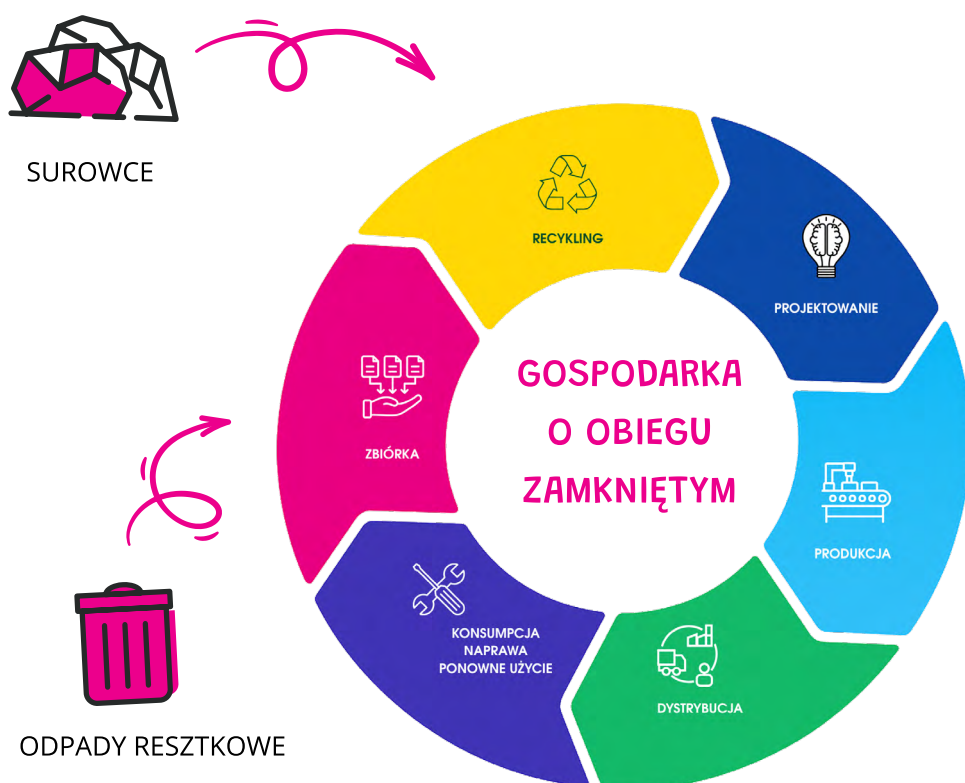 SUROWCE
RECYKLING
PROJEKTOWANIE
GOSPODARKA
O OBIEGU
ZAMKNIĘTYM
ZBIÓRKA
PRODUKCJA
KONSUMPCJA
NAPRAWA
PONOWNE UŻYCIE
DYSTRYBUCJA
ODPADY RESZTKOWE